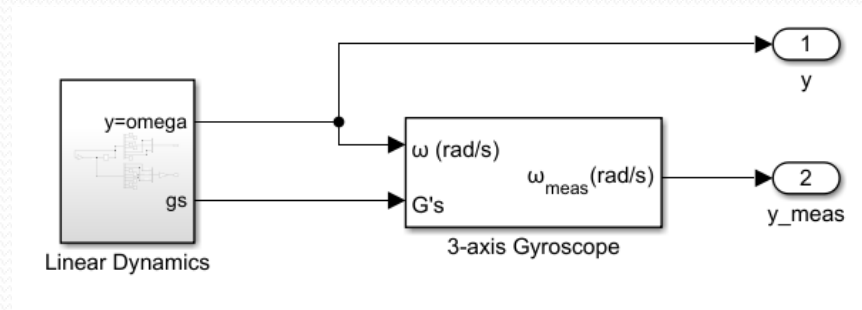 y=omega
gs
Linear Dynamics
ω (rad/s)
G's
ω_meas(rad/s)
3-axis Gyroscope
1
y
2
y_meas